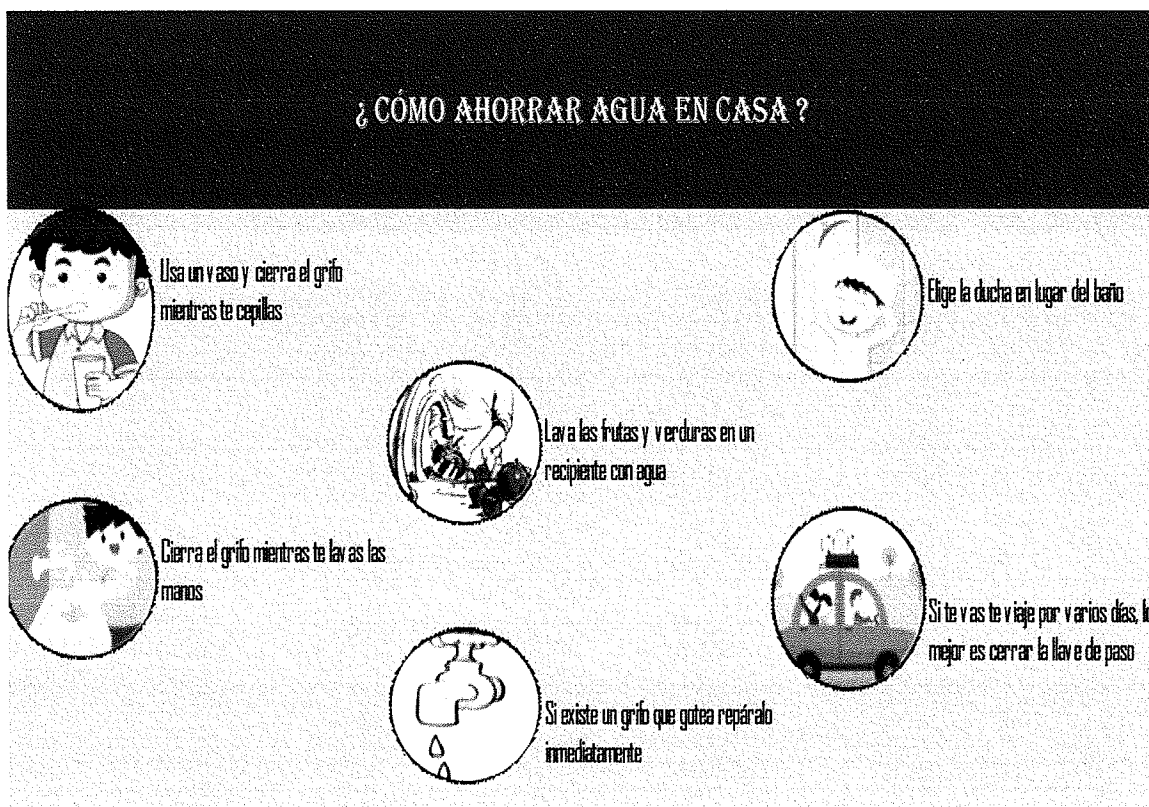 ¿ CÓMO AHORRAR AGUA EN CASA ?
Usa un vaso y cierra el grifo
mientras te cepillas
Elige la ducha en lugar del baño
Lava las frutas y verduras en un
recipiente con agua
Cierra el grifo mientras te lavas las
manos
Si te vas te viaje por varios días, lo
mejor es cerrar la llave de paso
Si existe un grifo que gotea repáralo
inmediatamente